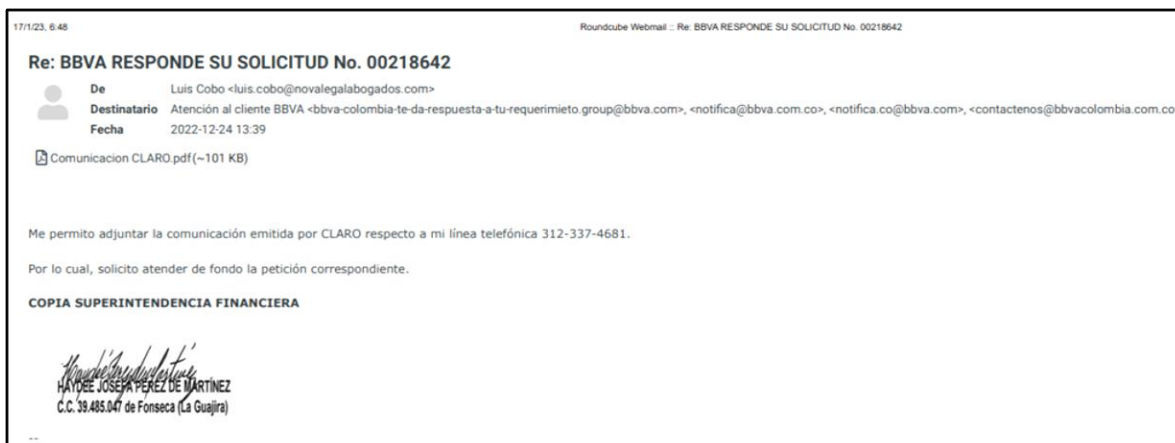 17/1/23, 6:48
Roundcube Webmail :: Re: BBVA RESPONDE SU SOLICITUD No. 00218642
Re: BBVA RESPONDE SU SOLICITUD No. 00218642
De Luis Cobo <luis.cobo@novalegalabogados.com>
Destinatario Atención al cliente BBVA <bbva-colombia-te-da-respuesta-a-tu-requerimieto.group@bbva.com>, <notifica@bbva.com.co>, <notifica.co@bbva.com>, <contactenos@bbvacolombia.com.co
Fecha 2022-12-24 13:39
Comunicacion CLARO.pdf(~101 KB)
Me permito adjuntar la comunicación emitida por CLARO respecto a mi línea telefónica 312-337-4681.
Por lo cual, solicito atender de fondo la petición correspondiente.
COPIA SUPERINTENDENCIA FINANCIERA
HAYDEE JOSEFA PEREZ DE MARTÍNEZ
C.C. 39.485.047 de Fonseca (La Guajira)
--